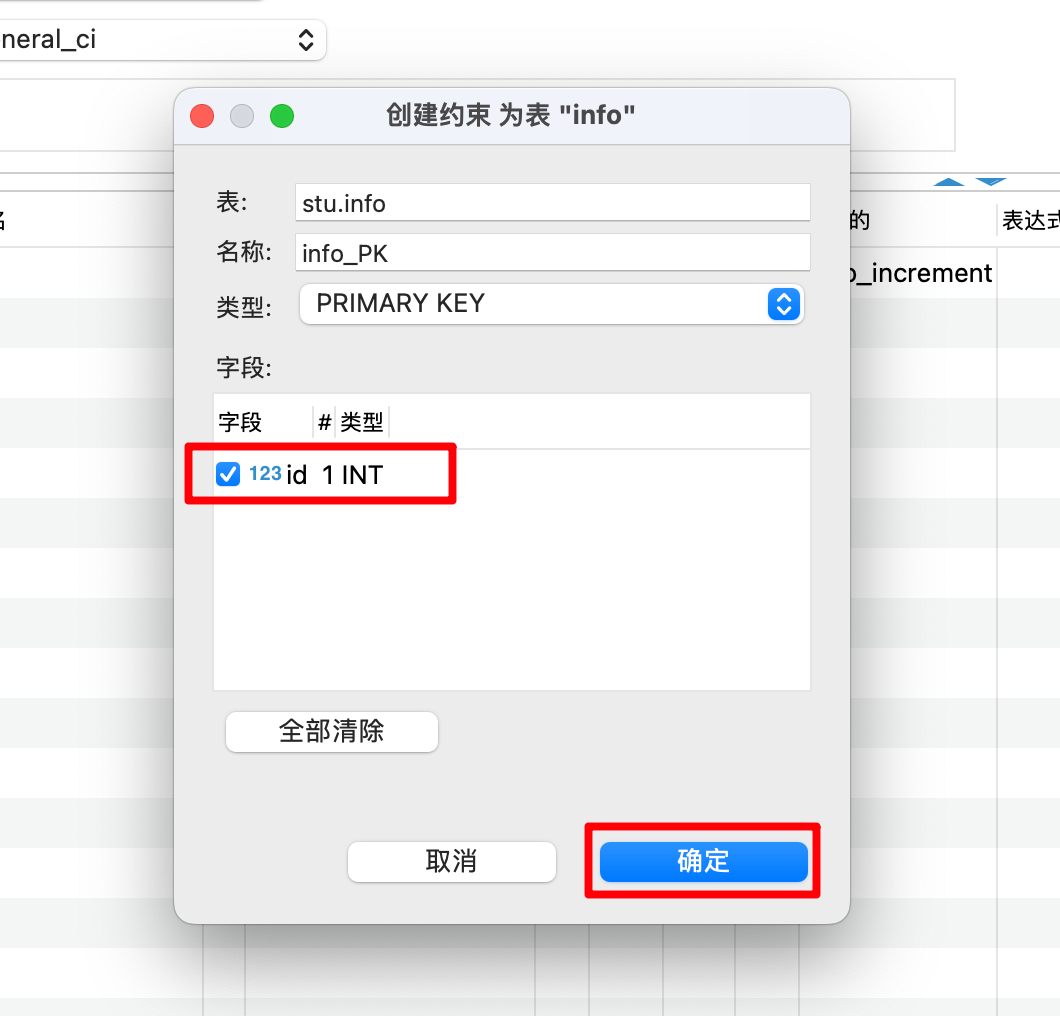 neral_ci
创建约束 为表 "info"
表: stu.info
名称: info_PK
类型: PRIMARY KEY
字段:
字段 # 类型
123 id 1 INT
全部清除
取消 确定
名
的 表达式
o_increment